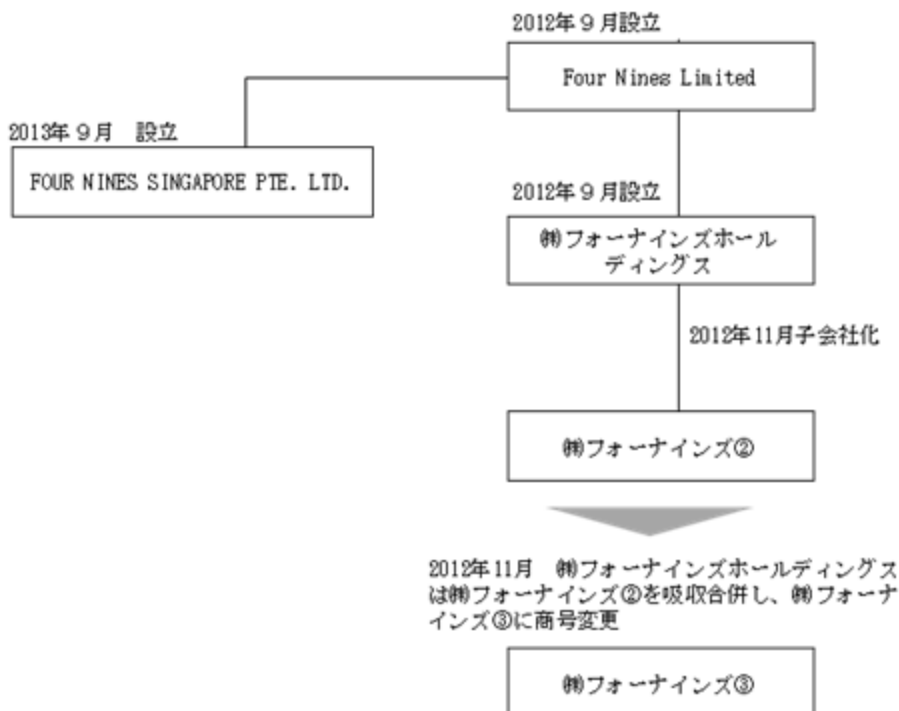 2012年９月設立
Four Nines Limited
2013年９月　設立
FOUR NINES SINGAPORE PTE. LTD.
2012年９月設立
㈱フォーナインズホール
ディングス
2012年11月子会社化
㈱フォーナインズ②
2012年11月　㈱フォーナインズホールディングス
は㈱フォーナインズ②を吸収合併し、㈱フォーナ
インズ③に商号変更
㈱フォーナインズ③